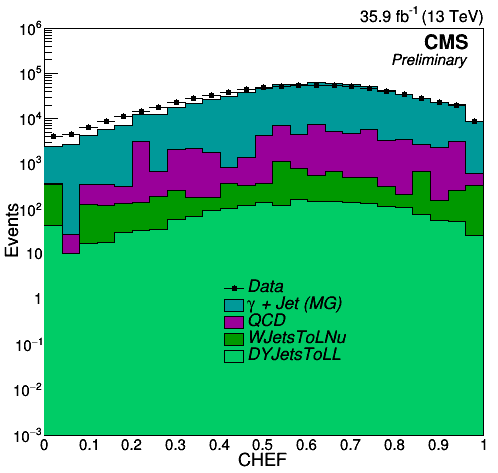 35.9 fb⁻¹ (13 TeV)
CMS
Preliminary
10⁶
10⁵
10⁴
10³
10²
10
1
10⁻¹
10⁻²
10⁻³
Events
Data
γ + Jet (MG)
QCD
WJetsToLNu
DYJetsToLL
0 0.1 0.2 0.3 0.4 0.5 0.6 0.7 0.8 0.9 1
CHEF